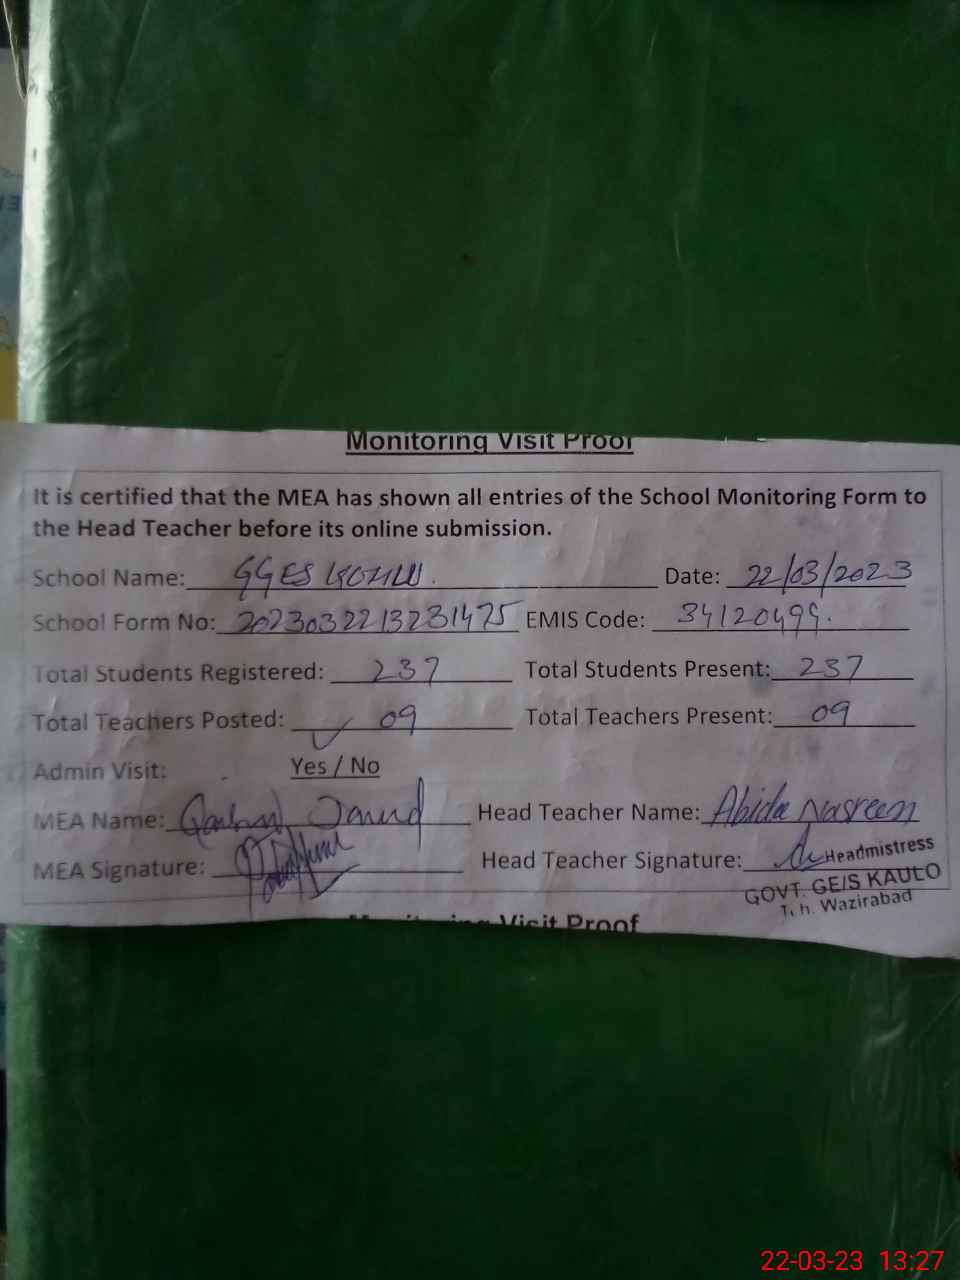 Monitoring Visit Proof
It is certified that the MEA has shown all entries of the School Monitoring Form to
the Head Teacher before its online submission.
School Name: GGES Date: 22/03/2023
School Form No: 2023032213231475 EMIS Code: 34120499.
Total Students Registered: 237 Total Students Present: 237
Total Teachers Posted: 09 Total Teachers Present: 09
Admin Visit: Yes / No
MEA Name: Head Teacher Name: Abida Nasreen
MEA Signature: Head Teacher Signature:
Headmistress
GOVT. GE/S KAULO
Teh. Wazirabad
Monitoring Visit Proof
22-03-23 13:27